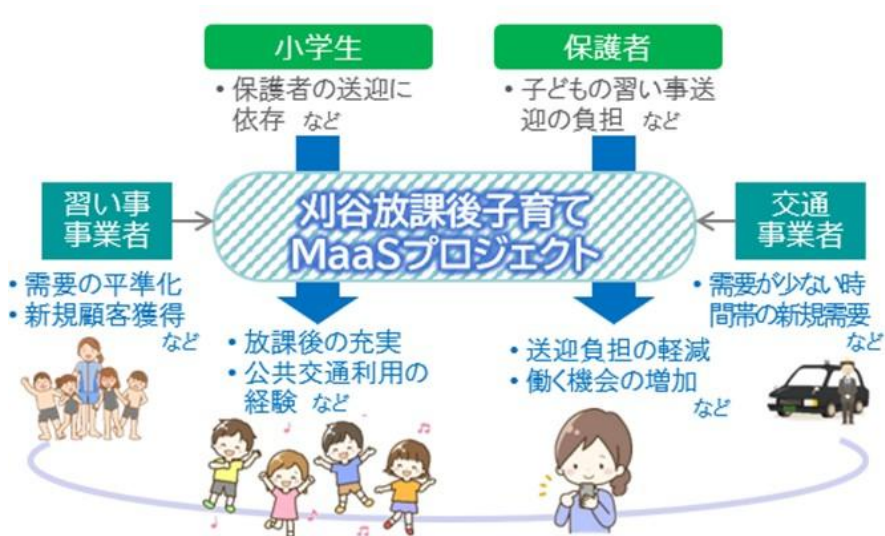 小学生
・保護者の送迎に
依存 など
保護者
・子どもの習い事送
迎の負担 など
習い事
事業者
・需要の平準化
・新規顧客獲得
など
刈谷放課後子育て
MaaSプロジェクト
交通
事業者
・需要が少ない時
間帯の新規需要
など
・放課後の充実
・公共交通利用の
経験 など
・送迎負担の軽減
・働く機会の増加
など